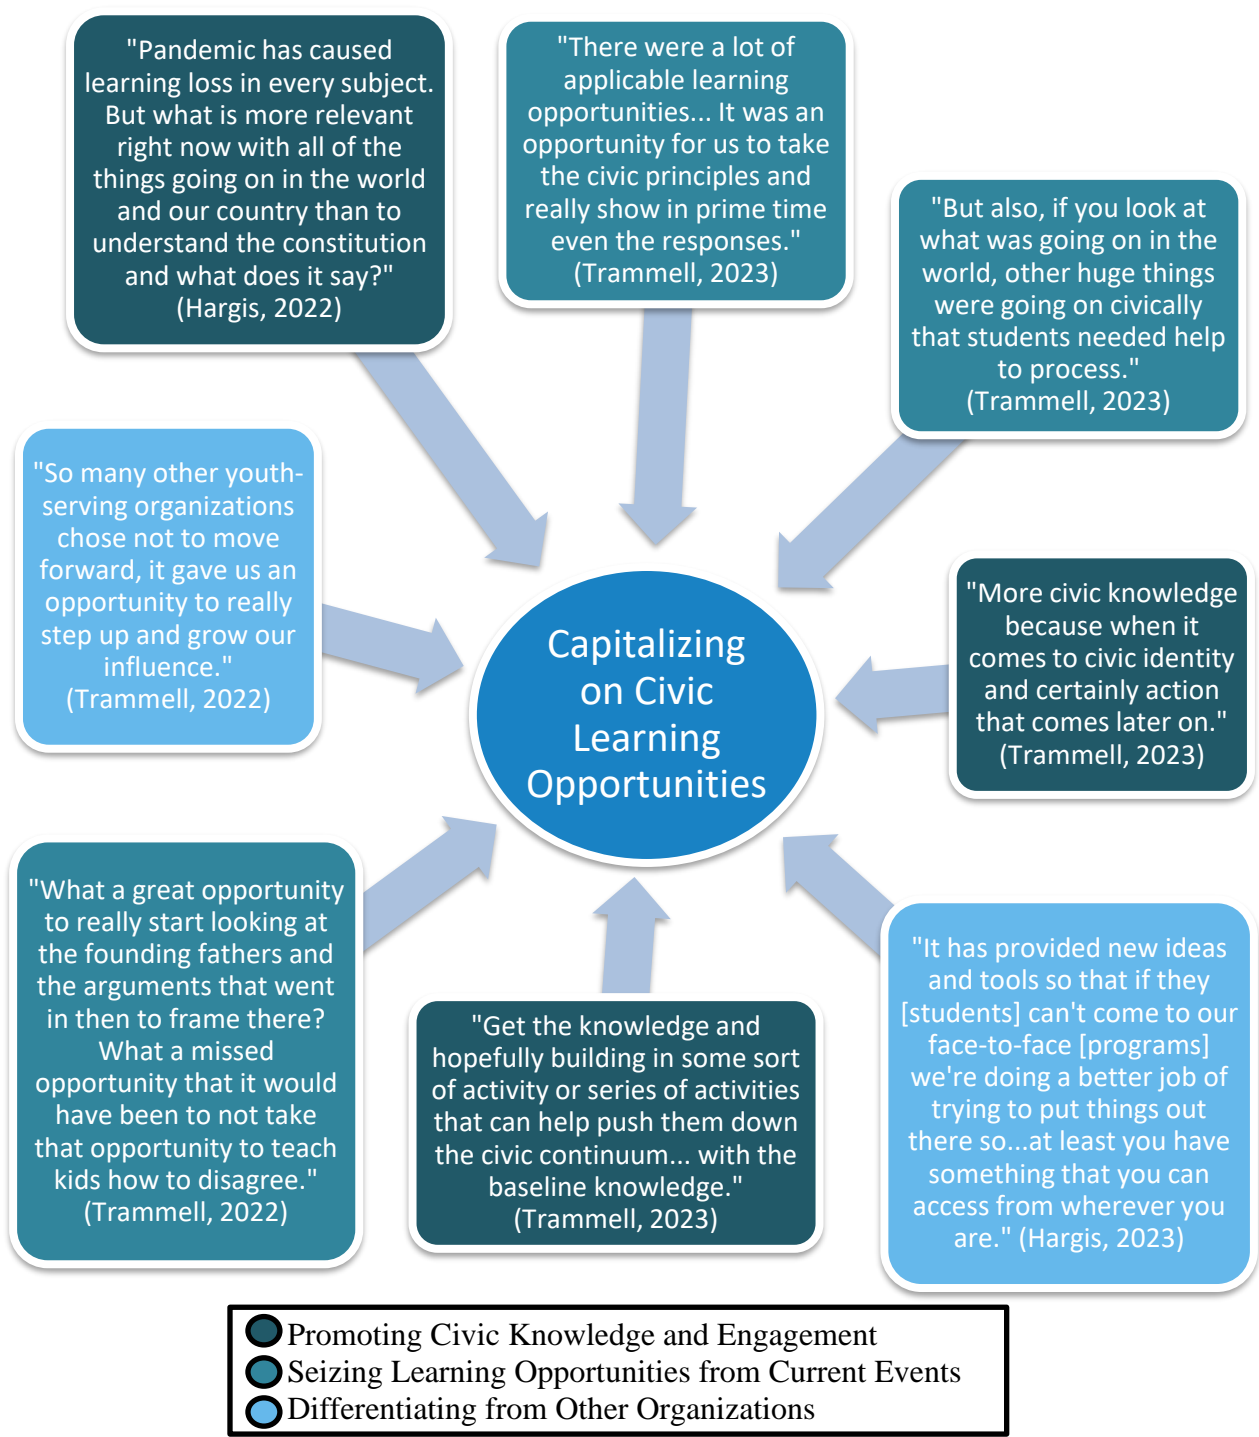 "Pandemic has caused
learning loss in every subject.
But what is more relevant
right now with all of the
things going on in the world
and our country than to
understand the constitution
and what does it say?"
(Hargis, 2022)
"There were a lot of
applicable learning
opportunities... It was an
opportunity for us to take
the civic principles and
really show in prime time
even the responses."
(Trammell, 2023)
"But also, if you look at
what was going on in the
world, other huge things
were going on civically
that students needed help
to process."
(Trammell, 2023)
"So many other youth-
serving organizations
chose not to move
forward, it gave us an
opportunity to really
step up and grow our
influence."
(Trammell, 2022)
Capitalizing
on Civic
Learning
Opportunities
"More civic knowledge
because when it
comes to civic identity
and certainly action
that comes later on."
(Trammell, 2023)
"What a great opportunity
to really start looking at
the founding fathers and
the arguments that went
in then to frame there?
What a missed
opportunity that it would
have been to not take
that opportunity to teach
kids how to disagree."
(Trammell, 2022)
"Get the knowledge and
hopefully building in some sort
of activity or series of activities
that can help push them down
the civic continuum... with the
baseline knowledge."
(Trammell, 2023)
"It has provided new ideas
and tools so that if they
[students] can't come to our
face-to-face [programs]
we're doing a better job of
trying to put things out
there so...at least you have
something that you can
access from wherever you
are." (Hargis, 2023)
Promoting Civic Knowledge and Engagement
Seizing Learning Opportunities from Current Events
Differentiating from Other Organizations